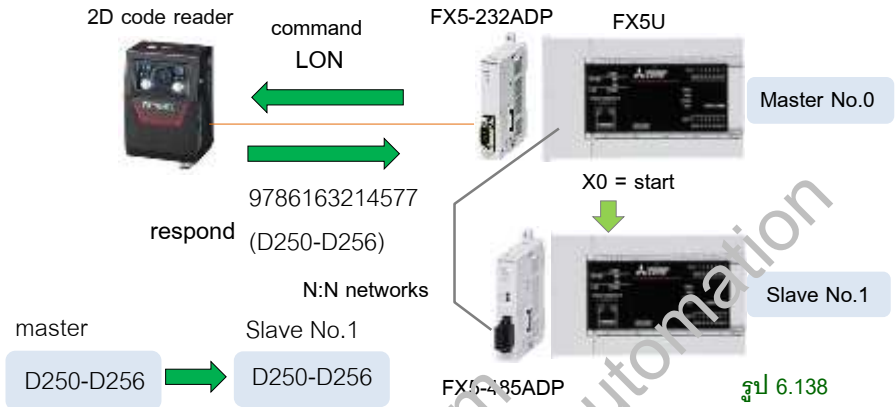 2D code reader
command
LON
FX5-232ADP
FX5U
Master No.0
X0 = start
9786163214577
respond
(D250-D256)
N:N networks
Slave No.1
master
Slave No.1
D250-D256
D250-D256
FX5-485ADP
รูป 6.138